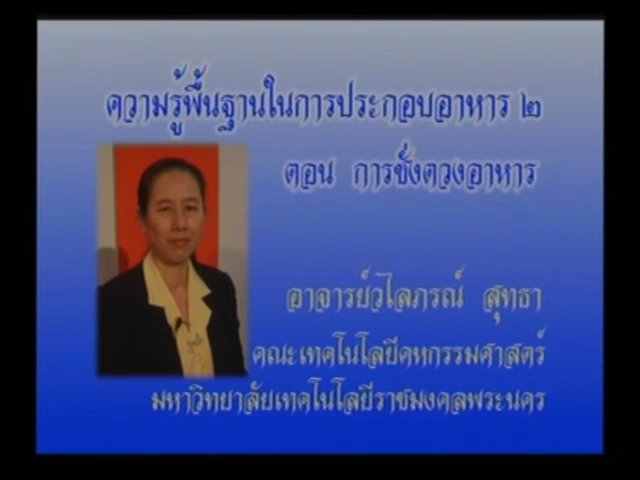 ความรู้พื้นฐานในการประกอบอาหาร ๒
ตอน การชั่งตวงอาหาร
อาจารย์วไลภรณ์ สุทธา
คณะเทคโนโลยีคหกรรมศาสตร์
มหาวิทยาลัยเทคโนโลยีราชมงคลพระนคร